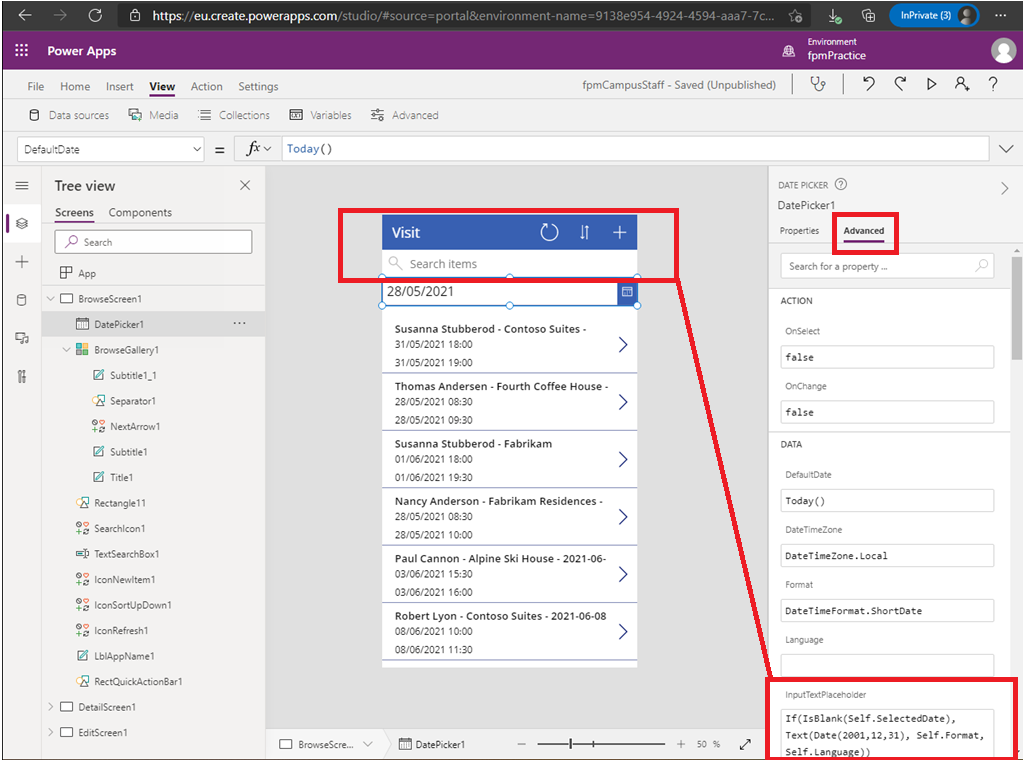 https://eu.create.powerapps.com/studio/#source=portal&environment-name=9138e954-4924-4594-aaa7-7c...
InPrivate (3)
Power Apps
Environment
fpmPractice
File Home Insert View Action Settings
fpmCampusStaff - Saved (Unpublished)
Data sources Media Collections Variables Advanced
DefaultDate = fx Today()
Tree view
Screens Components
Search
App
BrowseScreen1
DatePicker1
BrowseGallery1
Subtitle1_1
Separator1
NextArrow1
Subtitle1
Title1
Rectangle11
SearchIcon1
TextSearchBox1
IconNewItem1
IconSortUpDown1
IconRefresh1
LblAppName1
RectQuickActionBar1
DetailScreen1
EditScreen1
Visit
Search items
28/05/2021
Susanna Stubberod - Contoso Suites -
31/05/2021 18:00
31/05/2021 19:00
Thomas Andersen - Fourth Coffee House -
28/05/2021 08:30
28/05/2021 09:30
Susanna Stubberod - Fabrikam
01/06/2021 18:00
01/06/2021 19:30
Nancy Anderson - Fabrikam Residences -
28/05/2021 08:30
28/05/2021 10:00
Paul Cannon - Alpine Ski House - 2021-06-
03/06/2021 15:30
03/06/2021 16:00
Robert Lyon - Contoso Suites - 2021-06-08
08/06/2021 10:00
08/06/2021 11:30
BrowseScre... DatePicker1
50 %
DATE PICKER
DatePicker1
Properties Advanced
Search for a property ...
ACTION
OnSelect
false
OnChange
false
DATA
DefaultDate
Today()
DateTimeZone
DateTimeZone.Local
Format
DateTimeFormat.ShortDate
Language
InputTextPlaceholder
If(IsBlank(Self.SelectedDate),
Text(Date(2001,12,31), Self.Format,
Self.Language))